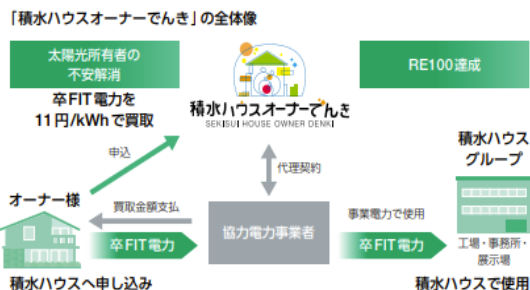 「積水ハウスオーナーでんき」の全体像
太陽光所有者の
不安解消
RE100達成
卒FIT電力を
11円/kWhで買取
積水ハウスオーナーでんき
SEKISUI HOUSE OWNER DENKI
積水ハウス
グループ
申込
代理契約
オーナー様
買取金額支払
協力電力事業者
事業電力で使用
卒FIT電力
卒FIT電力
工場・事務所・
展示場
積水ハウスへ申し込み
積水ハウスで使用